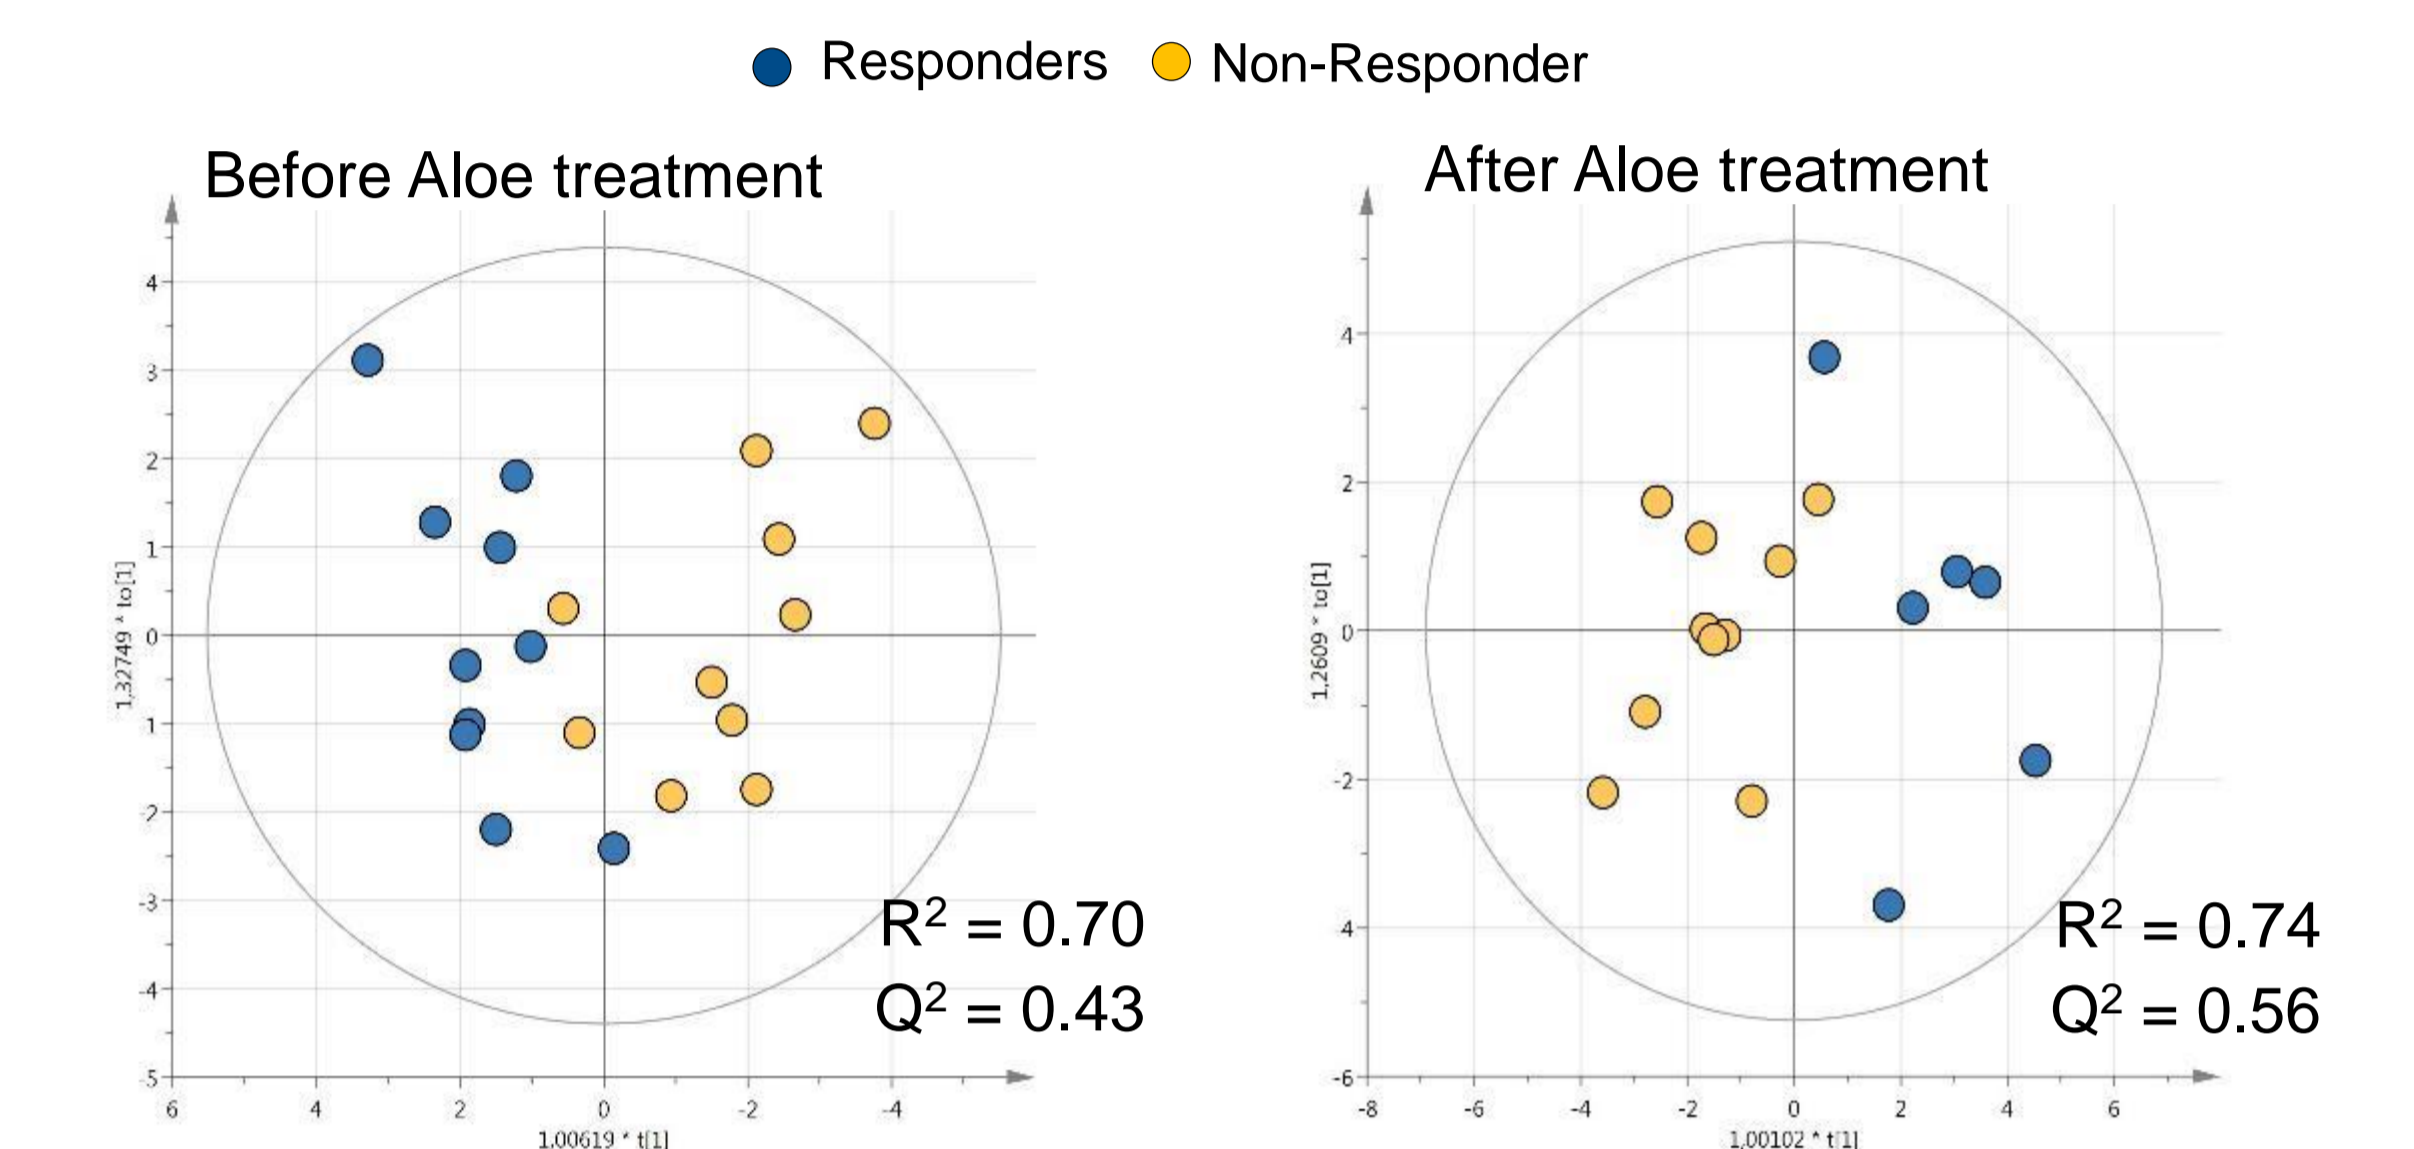 Responders Non-Responder
Before Aloe treatment
4
3
2
1
0
1
-2
-3
-4
-5
6 4 2 0 -2 -4
1,32749 * to[1]
1,00619 * t[1]
R² = 0.70
Q² = 0.43
After Aloe treatment
4
2
0
-2
4
-6
-8 -6 -4 -2 0 2 4 6
1,2609 * to[1]
1,00102 * t[1]
R² = 0.74
Q² = 0.56